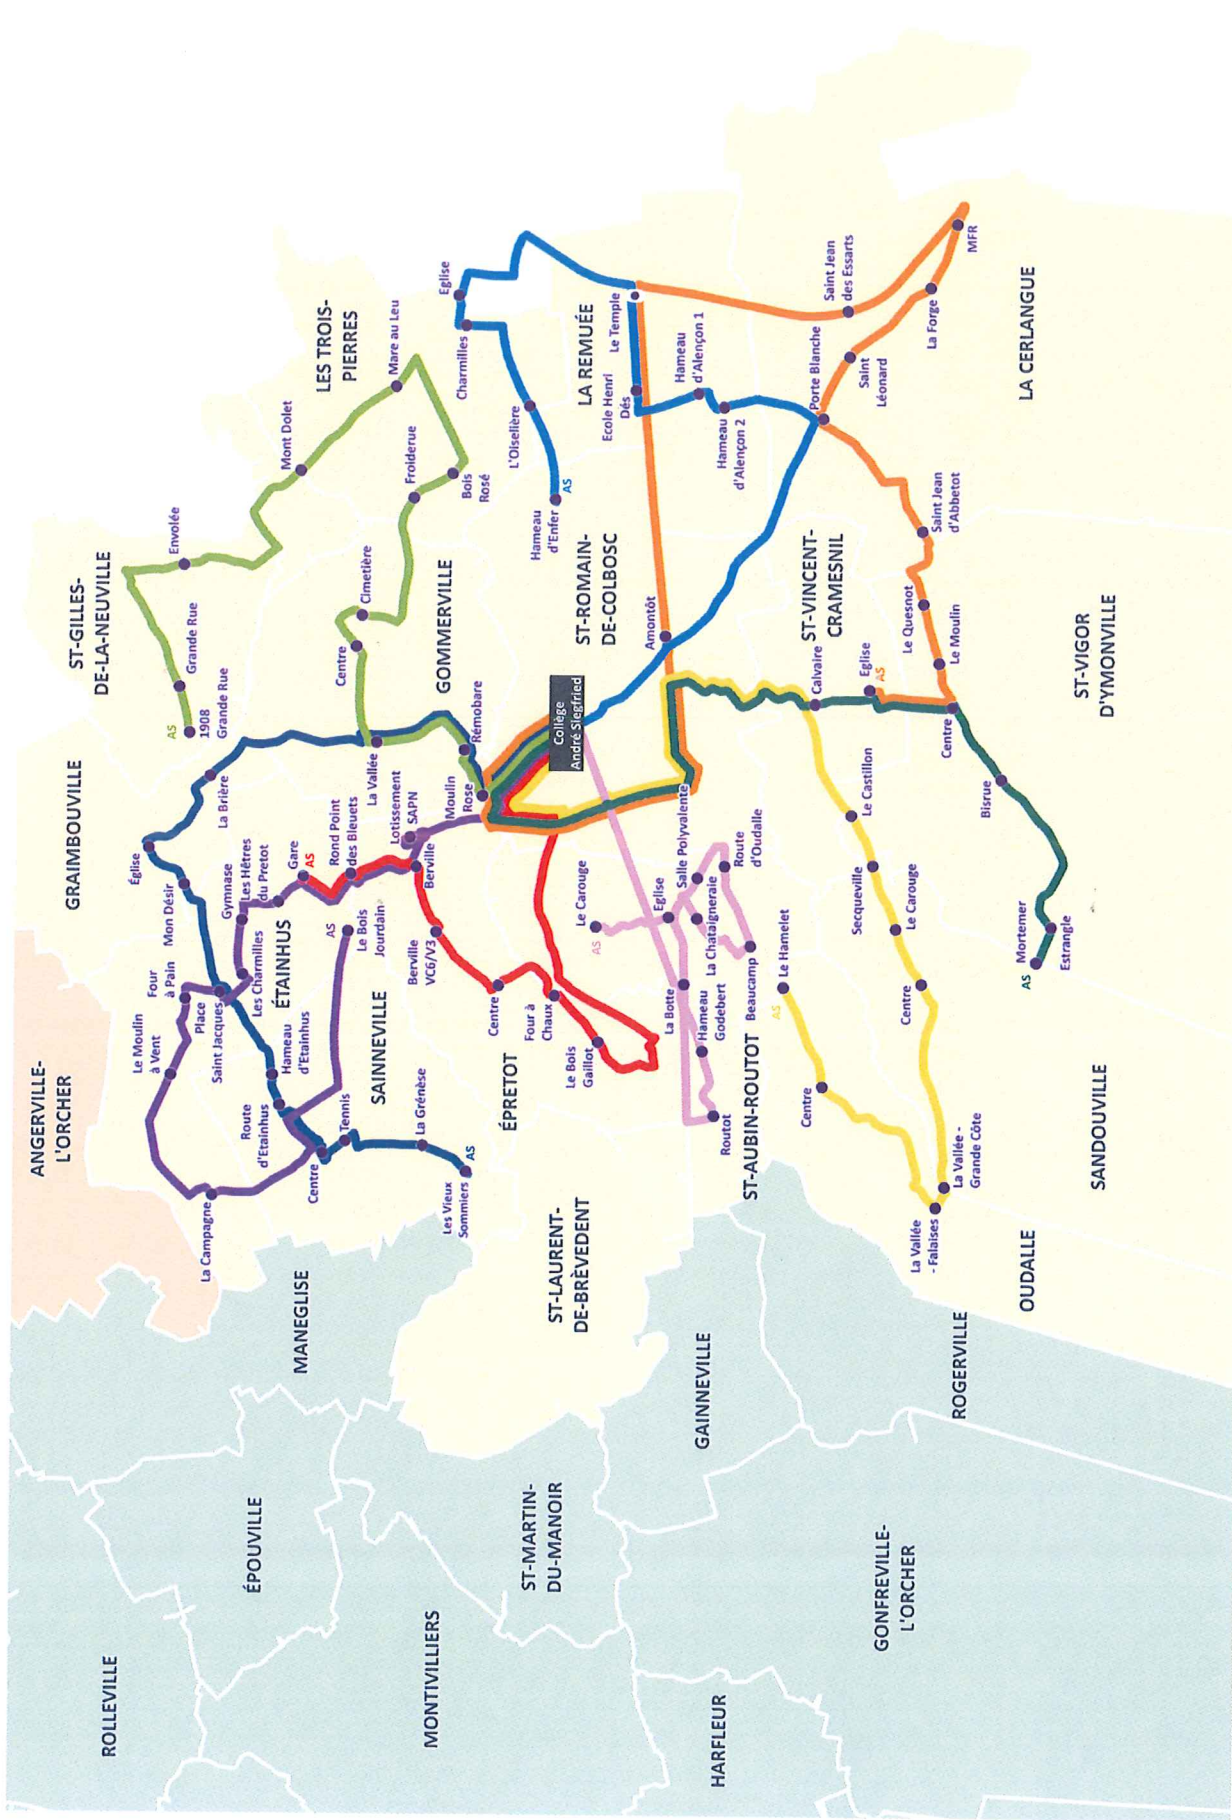 ROLLEVILLE
ÉPOUVILLE
MONTIVILLIERS
HARFLEUR
ST-MARTIN-
DU-MANOIR
GONFREVILLE-
L'ORCHER
GAINNEVILLE
ROGERVILLE
MANEGLISE
ANGERVILLE-
L'ORCHER
ST-LAURENT-
DE-BRÈVEDENT
OUDALLE
SANDOUVILLE
ST-AUBIN-ROUTOT
ÉPRETOT
SAINNEVILLE
ÉTAINHUS
GRAIMBOUVILLE
ST-GILLES-
DE-LA-NEUVILLE
GOMMERVILLE
LES TROIS-
PIERRES
ST-ROMAIN-
DE-COLBOSC
LA REMUÉE
ST-VINCENT-
CRAMESNIL
ST-VIGOR
D'YMONVILLE
LA CERLANGUE
La Campagne
Le Moulin
à Vent
Four
à Pain
Place
Saint Jacques
Les Charmilles
Gymnase
Les Hêtres
du Pretot
Gare
AS
Rond Point
des Bleuets
Lotissement
SAPN
Berville
Moulin
Rose
Rémobare
Le Bois
Jourdain
AS
Mon Désir
Église
La Brière
La Vallée
Hameau
d'Etainhus
Route
d'Etainhus
Centre
Tennis
La Grénèse
Les Vieux
Sommiers
AS
AS
1908
Grande Rue
Grande Rue
Envolée
Mont Dolet
Mare au Leu
Bois
Rosé
Froiderue
Cimetière
Centre
Eglise
Charmilles
L'Oiselière
Hameau
d'Enfer
AS
Le Temple
Ecole Henri
Dés
Hameau
d'Alençon 1
Hameau
d'Alençon 2
Porte Blanche
Saint
Léonard
Saint Jean
des Essarts
La Forge
MFR
Saint Jean
d'Abbetot
Le Quesnot
Le Moulin
Eglise
AS
Calvaire
Centre
Bisrue
Mortemer
AS
Estrangle
Amontôt
Collège
André Siegfried
Berville
VC6/V3
Centre
Four à
Chaux
Le Bois
Gaillot
Le Carouge
AS
Eglise
Salle Polyvalente
Route
d'Oudalle
La Chataigneraie
Beaucamp
La Botte
Hameau
Godebert
Routot
Le Hamelet
AS
Centre
La Vallée
- Falaises
La Vallée -
Grande Côte
Centre
Le Carouge
Secqueville
Le Castillon